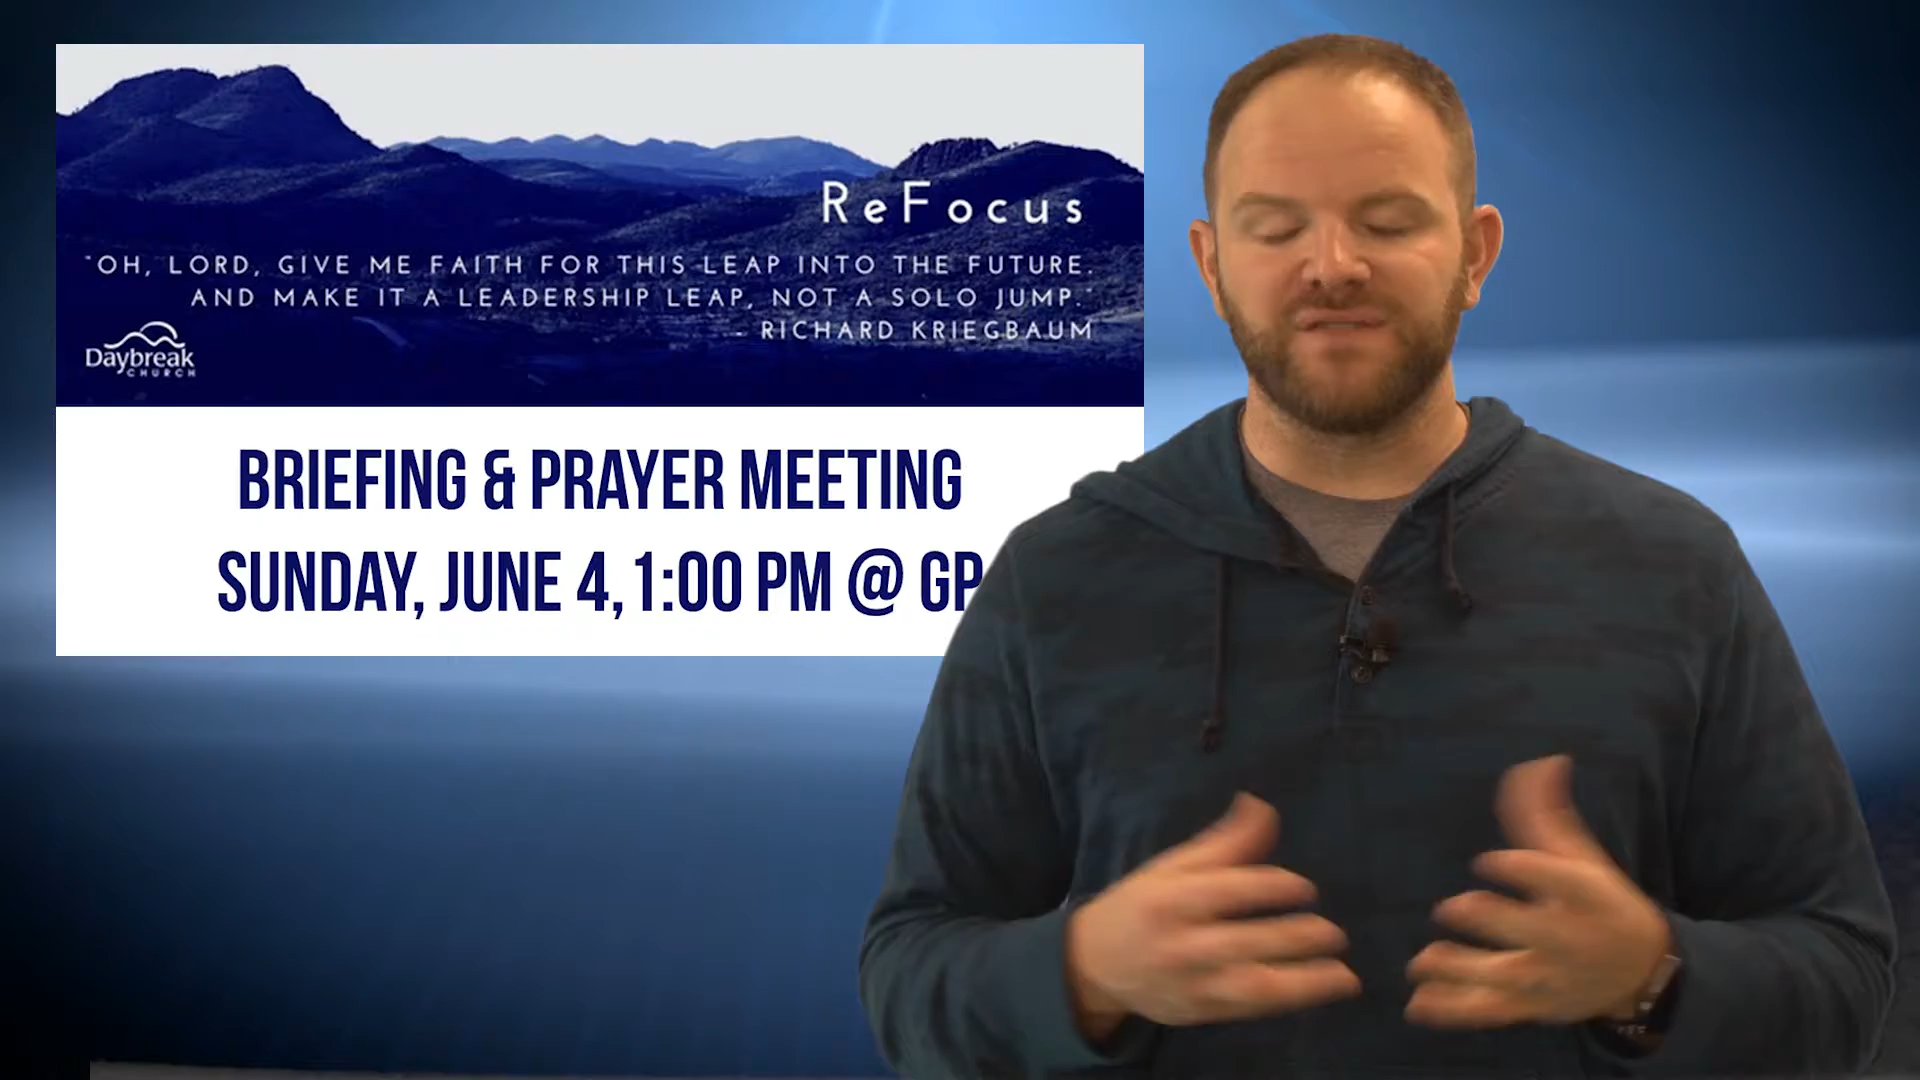 ReFocus
"OH, LORD, GIVE ME FAITH FOR THIS LEAP INTO THE FUTURE.
AND MAKE IT A LEADERSHIP LEAP, NOT A SOLO JUMP."
- RICHARD KRIEGBAUM
Daybreak
CHURCH
BRIEFING & PRAYER MEETING
SUNDAY, JUNE 4, 1:00 PM @ GP